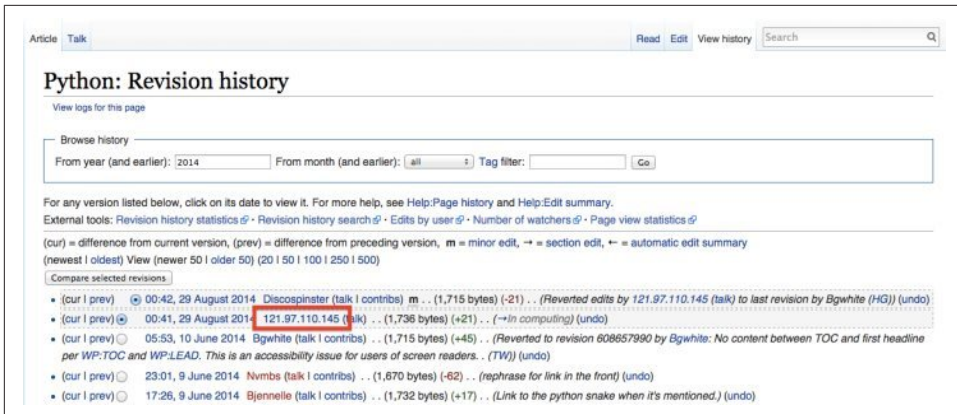 Article Talk Read Edit View history Search
Python: Revision history
View logs for this page
Browse history
From year (and earlier): 2014 From month (and earlier): all Tag filter: Go
For any version listed below, click on its date to view it. For more help, see Help:Page history and Help:Edit summary.
External tools: Revision history statistics · Revision history search · Edits by user · Number of watchers · Page view statistics
(cur) = difference from current version, (prev) = difference from preceding version, m = minor edit, → = section edit, ← = automatic edit summary
(newest | oldest) View (newer 50 | older 50) (20 | 50 | 100 | 250 | 500)
Compare selected revisions
• (cur | prev) 00:42, 29 August 2014 Discospinster (talk | contribs) m . . (1,715 bytes) (-21) . . (Reverted edits by 121.97.110.145 (talk) to last revision by Bgwhite (HG)) (undo)
• (cur | prev) 00:41, 29 August 2014 121.97.110.145 (talk) . . (1,736 bytes) (+21) . . (→In computing) (undo)
• (cur | prev) 05:53, 10 June 2014 Bgwhite (talk | contribs) . . (1,715 bytes) (+45) . . (Reverted to revision 608657990 by Bgwhite: No content between TOC and first headline
per WP:TOC and WP:LEAD. This is an accessibility issue for users of screen readers. . (TW)) (undo)
• (cur | prev) 23:01, 9 June 2014 Nvmbs (talk | contribs) . . (1,670 bytes) (-62) . . (rephrase for link in the front) (undo)
• (cur | prev) 17:26, 9 June 2014 Bjennelle (talk | contribs) . . (1,732 bytes) (+17) . . (Link to the python snake when it's mentioned.) (undo)